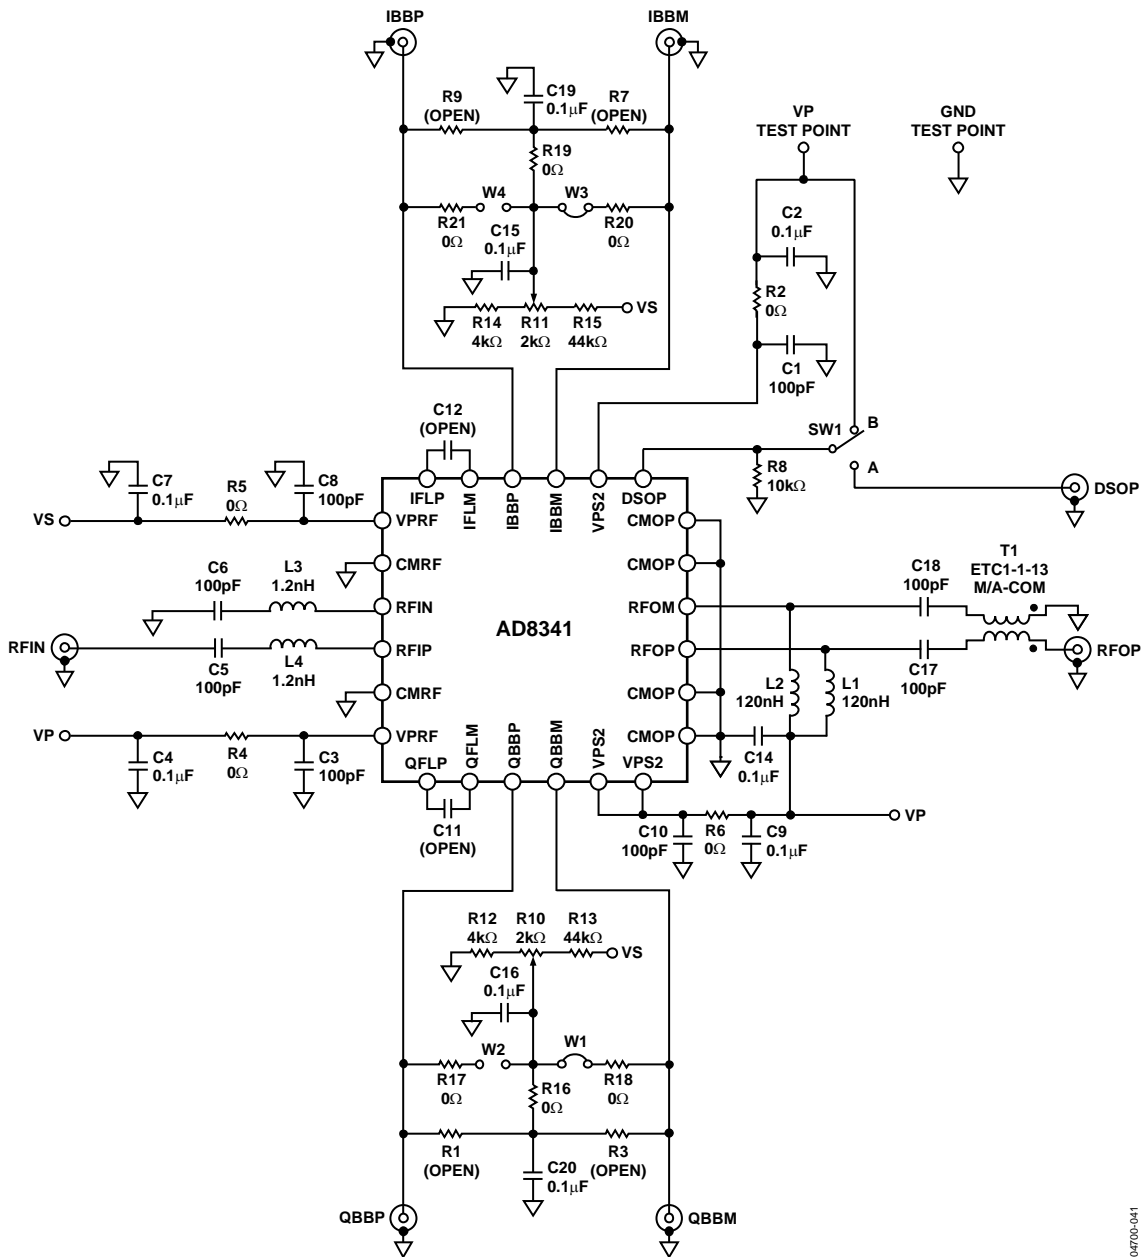 IBBP
IBBM
R9
(OPEN)
C19
0.1µF
R7
(OPEN)
VP
TEST POINT
GND
TEST POINT
R19
0Ω
W4
W3
R21
0Ω
C15
0.1µF
R20
0Ω
C2
0.1µF
R2
0Ω
R14
4kΩ
R11
2kΩ
R15
44kΩ
VS
C1
100pF
C12
(OPEN)
SW1
B
A
R8
10kΩ
DSOP
C7
0.1µF
R5
0Ω
C8
100pF
VS
IFLP
IFLM
IBBP
IBBM
VPS2
DSOP
VPRF
CMOP
CMRF
CMOP
C6
100pF
L3
1.2nH
RFIN
RFOM
C18
100pF
T1
ETC1-1-13
M/A-COM
AD8341
RFIN
RFIP
RFOP
RFOP
C5
100pF
L4
1.2nH
C17
100pF
CMRF
CMOP
L2
120nH
L1
120nH
VP
VPRF
CMOP
C4
0.1µF
R4
0Ω
C3
100pF
QFLP
QFLM
QBBP
QBBM
VPS2
VPS2
C14
0.1µF
C11
(OPEN)
C10
100pF
R6
0Ω
C9
0.1µF
VP
R12
4kΩ
R10
2kΩ
R13
44kΩ
VS
C16
0.1µF
W2
W1
R17
0Ω
R16
0Ω
R18
0Ω
R1
(OPEN)
C20
0.1µF
R3
(OPEN)
QBBP
QBBM
04700-041